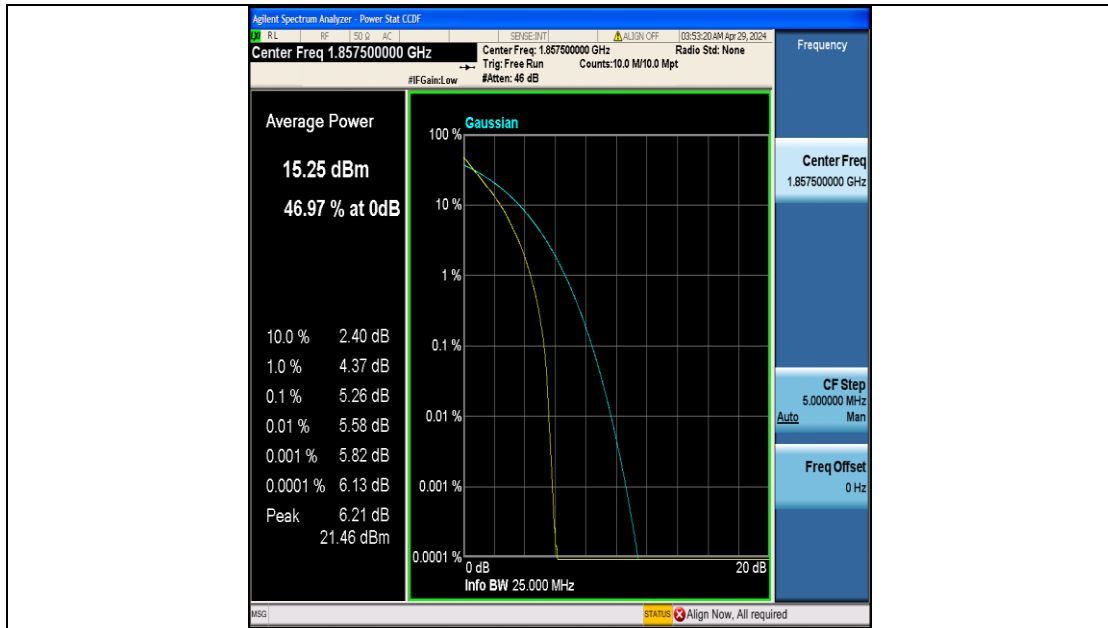 Agilent Spectrum Analyzer - Power Stat CCDF
RL RF 50 Ω AC SENSE:INT ALIGN OFF 03:53:20 AM Apr 29, 2024
Center Freq 1.857500000 GHz
Center Freq: 1.857500000 GHz Radio Std: None
Trig: Free Run Counts:10.0 M/10.0 Mpt
#IFGain:Low #Atten: 46 dB
Frequency
Average Power
15.25 dBm
46.97 % at 0dB
10.0 % 2.40 dB
1.0 % 4.37 dB
0.1 % 5.26 dB
0.01 % 5.58 dB
0.001 % 5.82 dB
0.0001 % 6.13 dB
Peak 6.21 dB
21.46 dBm
Gaussian
100 %
10 %
1 %
0.1 %
0.01 %
0.001 %
0.0001 %
0 dB 20 dB
Info BW 25.000 MHz
Center Freq
1.857500000 GHz
CF Step
5.000000 MHz
Auto Man
Freq Offset
0 Hz
MSG STATUS Align Now, All required